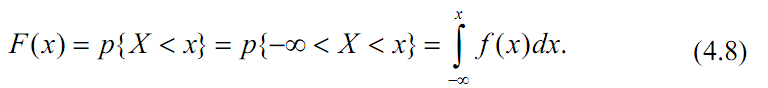 F(x) = p{X < x} = p{−∞ < X < x} = ∫_{−∞}^{x} f(x)dx. (4.8)